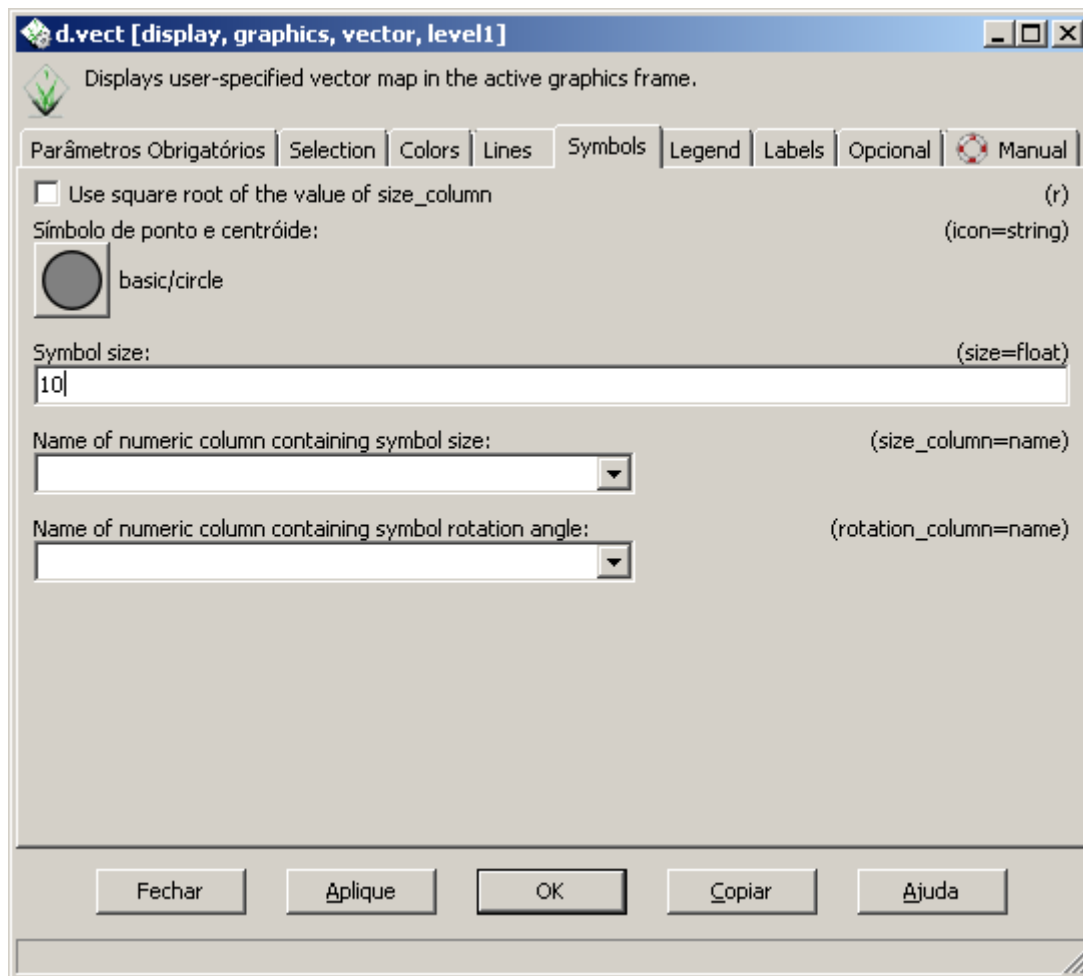 d.vect [display, graphics, vector, level1]
Displays user-specified vector map in the active graphics frame.
Parâmetros Obrigatórios Selection Colors Lines Symbols Legend Labels Opcional Manual
Use square root of the value of size_column (r)
Símbolo de ponto e centróide: (icon=string)
basic/circle
Symbol size: (size=float)
10
Name of numeric column containing symbol size: (size_column=name)
Name of numeric column containing symbol rotation angle: (rotation_column=name)
Fechar Aplique OK Copiar Ajuda